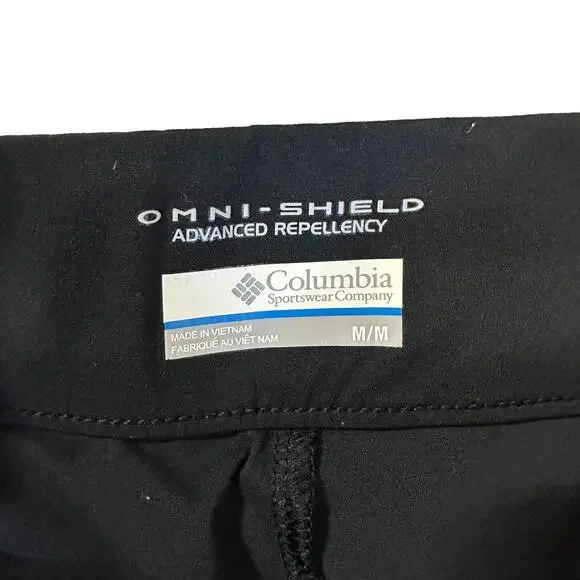 OMNI-SHIELD
ADVANCED REPELLENCY
Columbia
Sportswear Company
MADE IN VIETNAM
FABRIQUÉ AU VIÊT NAM
M/M